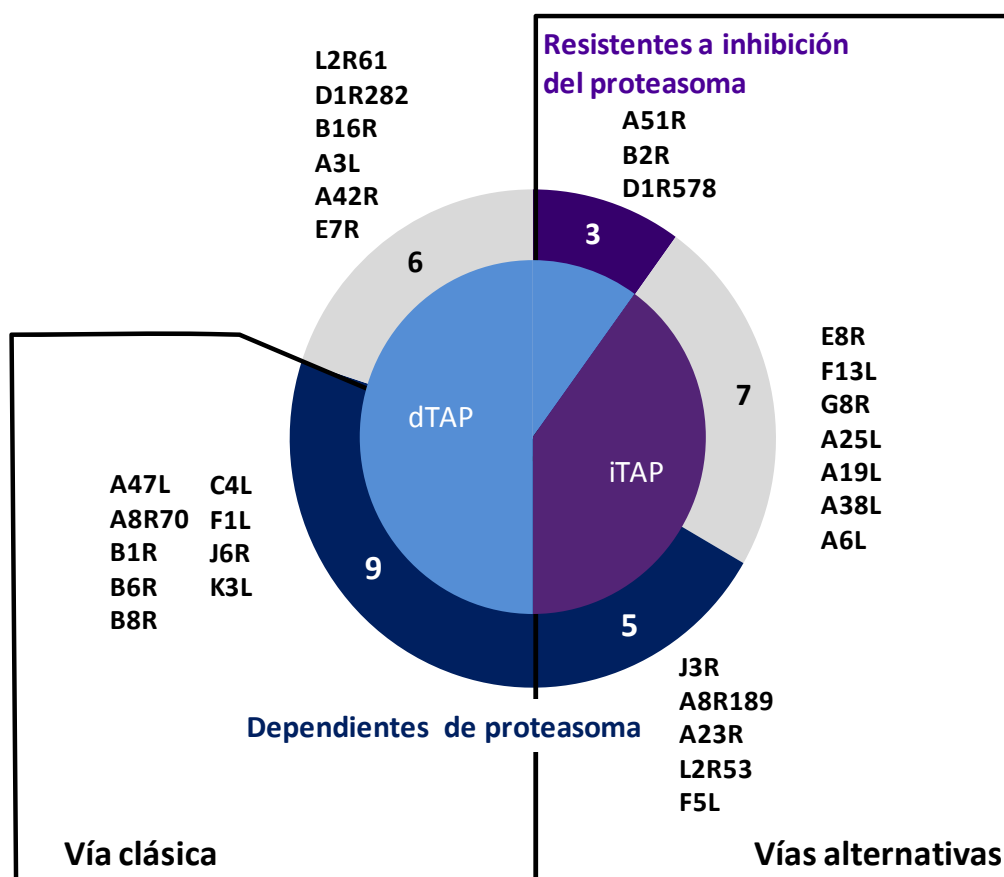 L2R61
D1R282
B16R
A3L
A42R
E7R
Resistentes a inhibición
del proteasoma
A51R
B2R
D1R578
3
6
7
E8R
F13L
G8R
A25L
A19L
A38L
A6L
dTAP
iTAP
A47L C4L
A8R70 F1L
B1R J6R
B6R K3L
B8R
9
5
J3R
A8R189
A23R
L2R53
F5L
Dependientes de proteasoma
Vía clásica
Vías alternativas